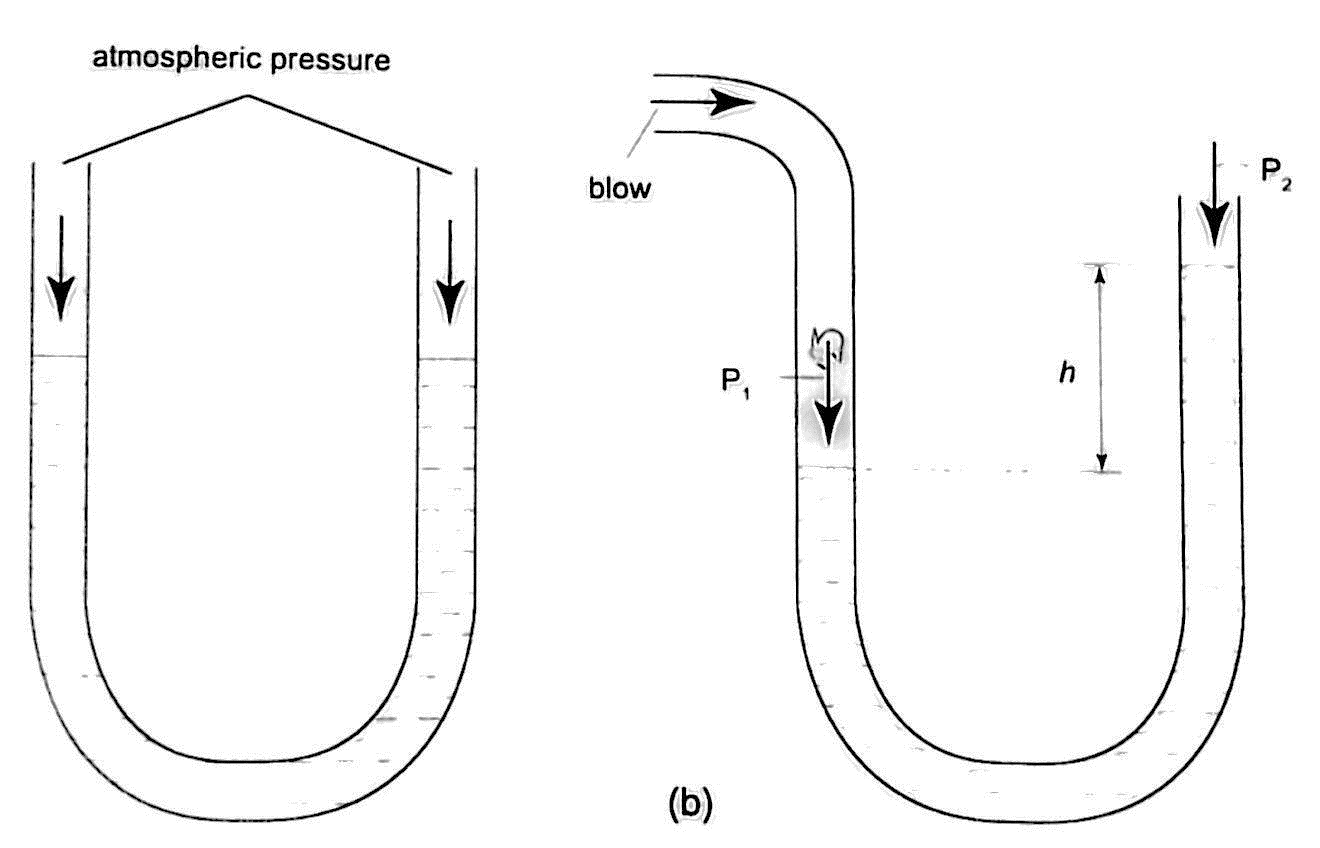 atmospheric pressure
blow
P₂
P₁
h
(b)